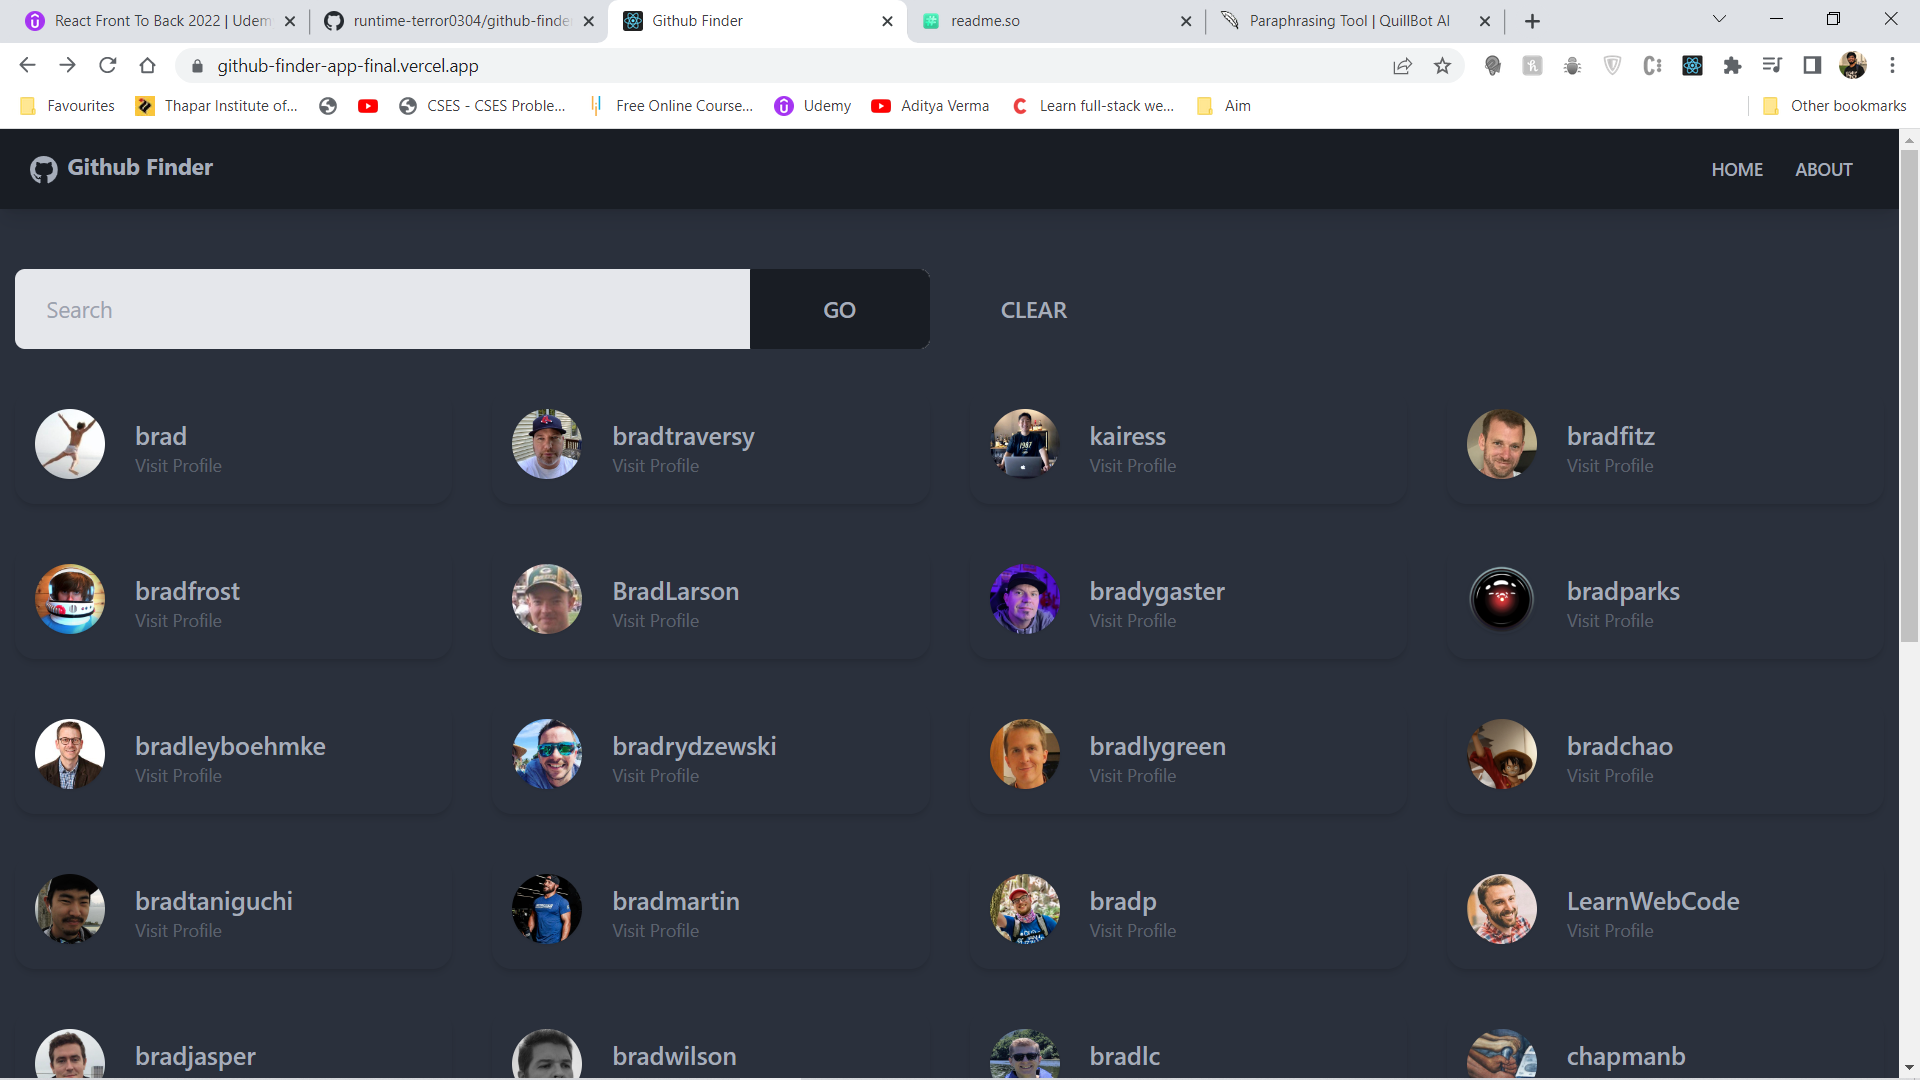 React Front To Back 2022 | Udem
runtime-terror0304/github-finde
Github Finder
readme.so
Paraphrasing Tool | QuillBot AI
github-finder-app-final.vercel.app
Favourites
Thapar Institute of...
CSES - CSES Proble...
Free Online Course...
Udemy
Aditya Verma
Learn full-stack we...
Aim
Other bookmarks
Github Finder
HOME
ABOUT
Search
GO
CLEAR
brad
Visit Profile
bradtraversy
Visit Profile
kairess
Visit Profile
bradfitz
Visit Profile
bradfrost
Visit Profile
BradLarson
Visit Profile
bradygaster
Visit Profile
bradparks
Visit Profile
bradleyboehmke
Visit Profile
bradrydzewski
Visit Profile
bradlygreen
Visit Profile
bradchao
Visit Profile
bradtaniguchi
Visit Profile
bradmartin
Visit Profile
bradp
Visit Profile
LearnWebCode
Visit Profile
bradjasper
bradwilson
bradlc
chapmanb